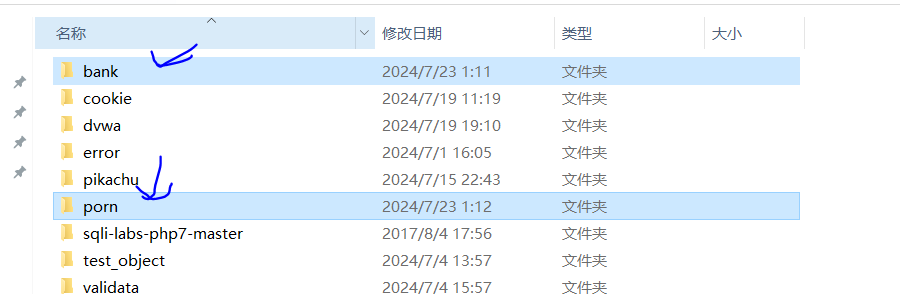 名称 修改日期 类型 大小
bank 2024/7/23 1:11 文件夹
cookie 2024/7/19 11:19 文件夹
dvwa 2024/7/19 19:10 文件夹
error 2024/7/1 16:05 文件夹
pikachu 2024/7/15 22:43 文件夹
porn 2024/7/23 1:12 文件夹
sqli-labs-php7-master 2017/8/4 17:56 文件夹
test_object 2024/7/4 13:57 文件夹
validata 2024/7/4 15:57 文件夹